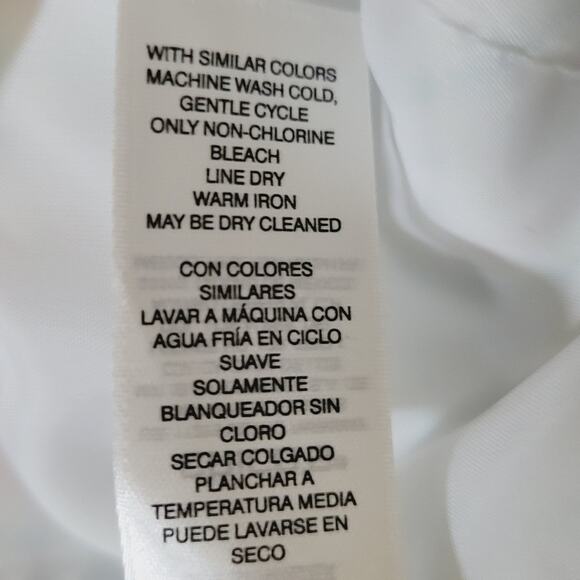 WITH SIMILAR COLORS
MACHINE WASH COLD,
GENTLE CYCLE
ONLY NON-CHLORINE
BLEACH
LINE DRY
WARM IRON
MAY BE DRY CLEANED
CON COLORES
SIMILARES
LAVAR A MÁQUINA CON
AGUA FRÍA EN CICLO
SUAVE
SOLAMENTE
BLANQUEADOR SIN
CLORO
SECAR COLGADO
PLANCHAR A
TEMPERATURA MEDIA
PUEDE LAVARSE EN
SECO